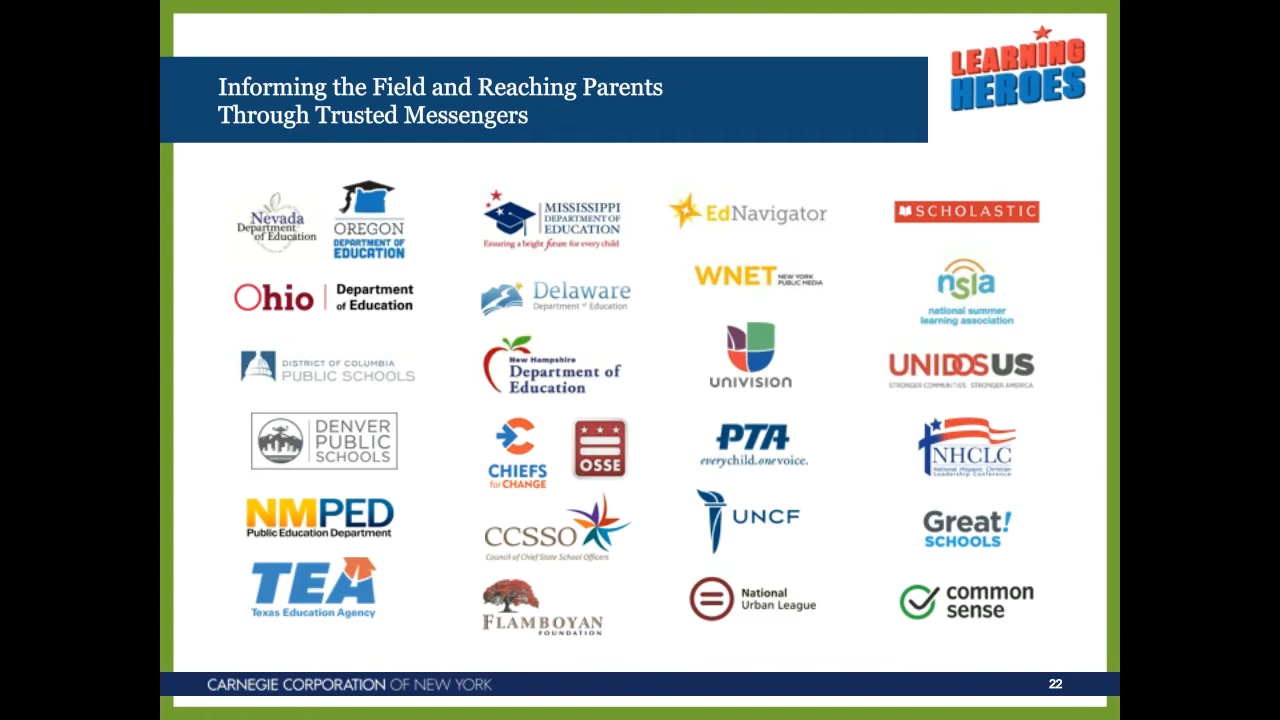 Informing the Field and Reaching Parents
Through Trusted Messengers
LEARNING
HEROES
Nevada
Department
of Education
OREGON
DEPARTMENT OF
EDUCATION
MISSISSIPPI
DEPARTMENT OF
EDUCATION
Ensuring a bright future for every child
EdNavigator
SCHOLASTIC
Ohio
Department
of Education
Delaware
Department of Education
WNET
NEW YORK
PUBLIC MEDIA
nsla
national summer
learning association
DISTRICT OF COLUMBIA
PUBLIC SCHOOLS
New Hampshire
Department of
Education
UNIVISION
UNIDOSUS
STRONGER COMMUNITIES. STRONGER AMERICA.
DENVER
PUBLIC
SCHOOLS
CHIEFS
for CHANGE
OSSE
PTA
everychild.onevoice.
NHCLC
National Hispanic Christian
Leadership Conference
NMPED
Public Education Department
CCSSO
Council of Chief State School Officers
UNCF
Great!
SCHOOLS
TEA
Texas Education Agency
FLAMBOYAN
FOUNDATION
National
Urban League
common
sense
CARNEGIE CORPORATION OF NEW YORK
22